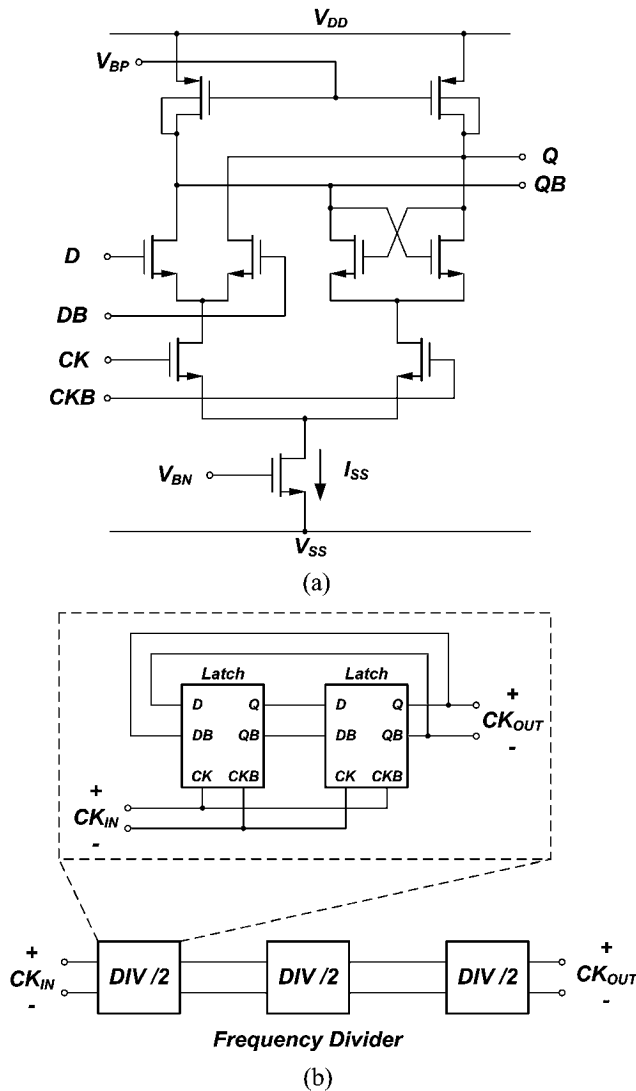 VDD
VBP
Q
QB
D
DB
CK
CKB
VBN
ISS
VSS
(a)
Latch Latch
D Q D Q
DB QB DB QB
CK CKB CK CKB
+
CKOUT
-
+
CKIN
-
+
CKIN
-
DIV /2 DIV /2 DIV /2
+
CKOUT
-
Frequency Divider
(b)